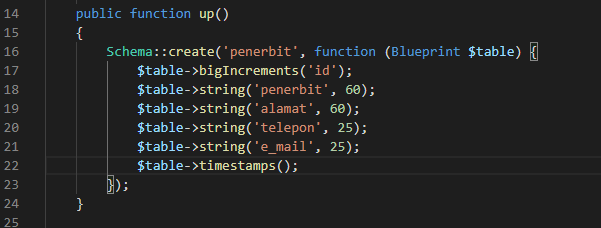 14 public function up()
15 {
16 Schema::create('penerbit', function (Blueprint $table) {
17 $table->bigIncrements('id');
18 $table->string('penerbit', 60);
19 $table->string('alamat', 60);
20 $table->string('telepon', 25);
21 $table->string('e_mail', 25);
22 $table->timestamps();
23 });
24 }
25